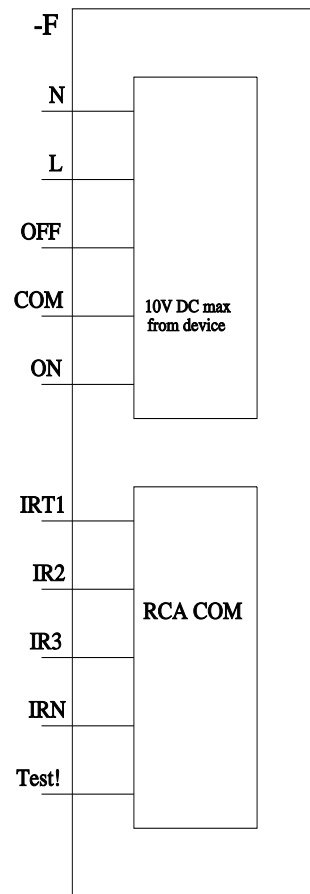 -F
N
L
OFF
COM
10V DC max
from device
ON
IRT1
IR2
RCA COM
IR3
IRN
Test!